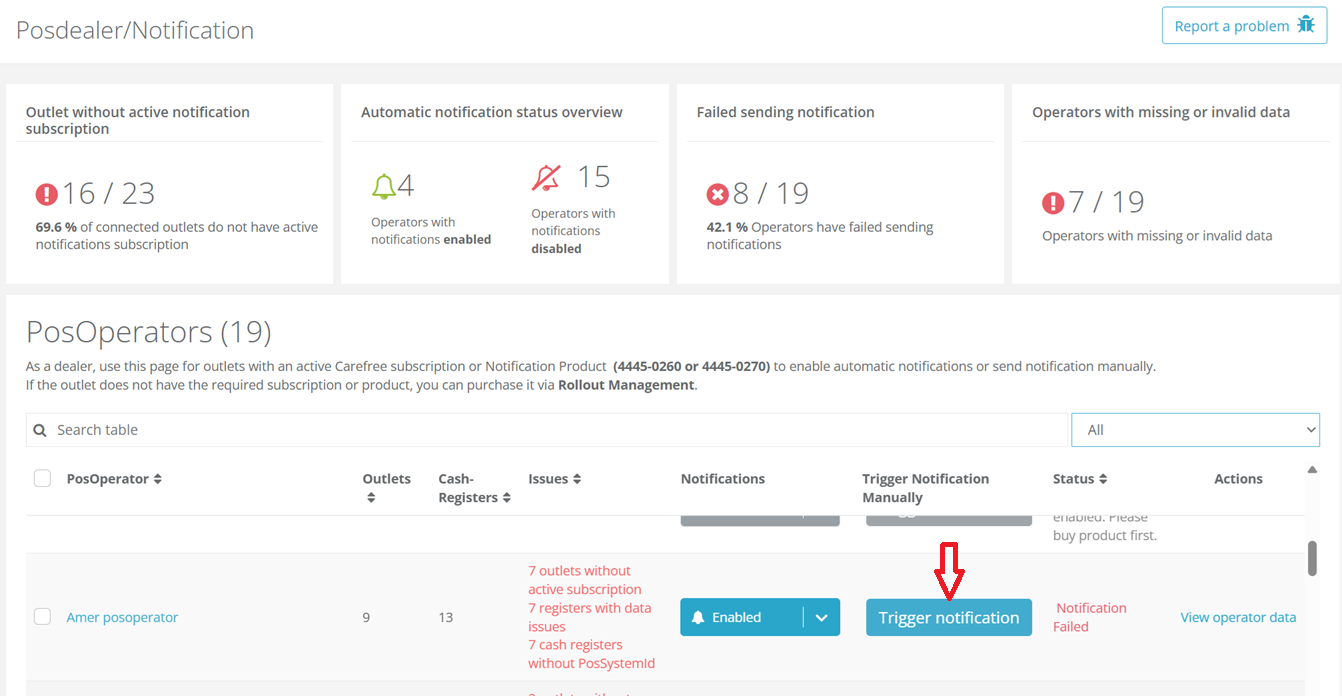 Posdealer/Notification
Report a problem
Outlet without active notification
subscription
16 / 23
69.6 % of connected outlets do not have active
notifications subscription
Automatic notification status overview
4
Operators with
notifications enabled
15
Operators with
notifications
disabled
Failed sending notification
8 / 19
42.1 % Operators have failed sending
notifications
Operators with missing or invalid data
7 / 19
Operators with missing or invalid data
PosOperators (19)
As a dealer, use this page for outlets with an active Carefree subscription or Notification Product (4445-0260 or 4445-0270) to enable automatic notifications or send notification manually.
If the outlet does not have the required subscription or product, you can purchase it via Rollout Management.
Search table
All
PosOperator
Outlets
Cash-
Registers
Issues
Notifications
Trigger Notification
Manually
Status
Actions
enabled. Please
buy product first.
Amer posoperator
9
13
7 outlets without
active subscription
7 registers with data
issues
7 cash registers
without PosSystemId
Enabled
Trigger notification
Notification
Failed
View operator data